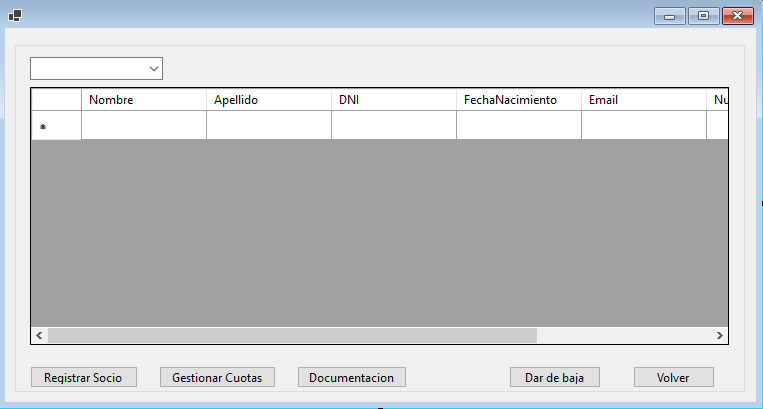 Nombre Apellido DNI FechaNacimiento Email Nu
Registrar Socio Gestionar Cuotas Documentacion Dar de baja Volver